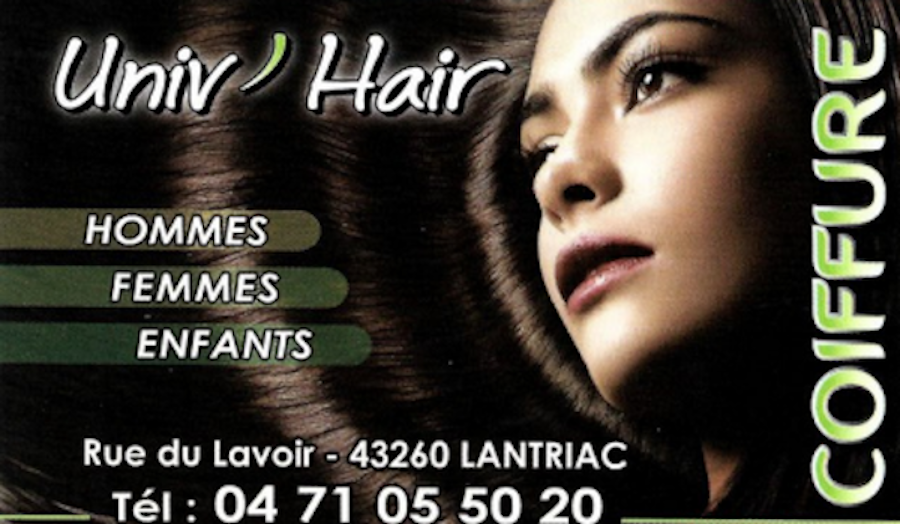 Univ' Hair
COIFFURE
HOMMES
FEMMES
ENFANTS
Rue du Lavoir - 43260 LANTRIAC
Tél : 04 71 05 50 20